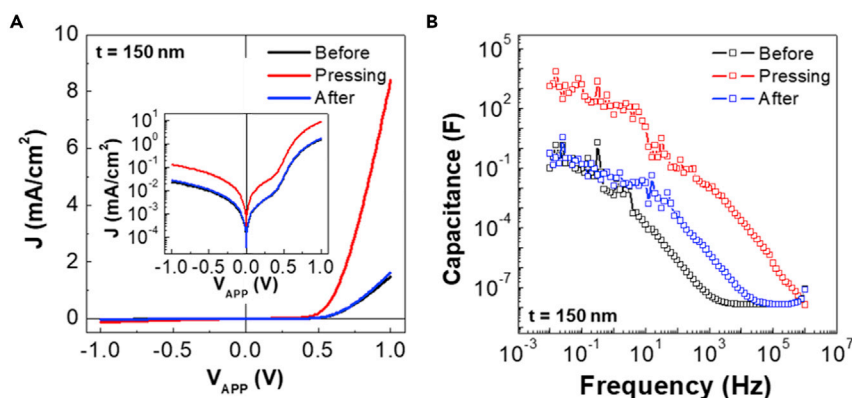 A
t = 150 nm
Before
Pressing
After
J (mA/cm²)
10
8
6
4
2
0
-1.0 -0.5 0.0 0.5 1.0
V_APP (V)
J (mA/cm²)
10¹
10⁰
10⁻¹
10⁻²
10⁻³
10⁻⁴
-1.0 -0.5 0.0 0.5 1.0
V_APP (V)
B
Before
Pressing
After
Capacitance (F)
10⁵
10²
10⁻¹
10⁻⁴
10⁻⁷
t = 150 nm
10⁻³ 10⁻¹ 10¹ 10³ 10⁵ 10⁷
Frequency (Hz)